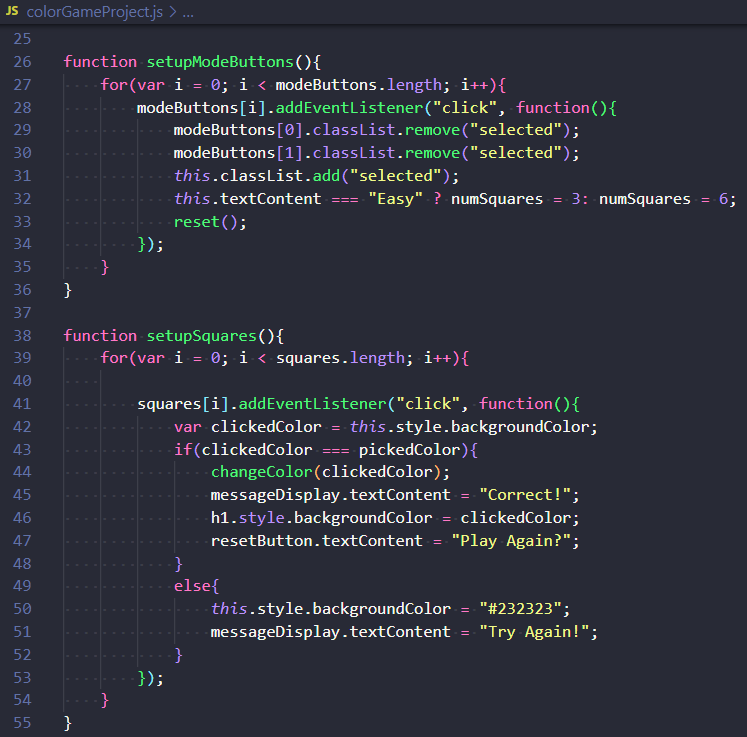 JS colorGameProject.js > ...
25
26 function setupModeButtons(){
27     for(var i = 0; i < modeButtons.length; i++){
28         modeButtons[i].addEventListener("click", function(){
29             modeButtons[0].classList.remove("selected");
30             modeButtons[1].classList.remove("selected");
31             this.classList.add("selected");
32             this.textContent === "Easy" ? numSquares = 3: numSquares = 6;
33             reset();
34         });
35     }
36 }
37
38 function setupSquares(){
39     for(var i = 0; i < squares.length; i++){
40
41         squares[i].addEventListener("click", function(){
42             var clickedColor = this.style.backgroundColor;
43             if(clickedColor === pickedColor){
44                 changeColor(clickedColor);
45                 messageDisplay.textContent = "Correct!";
46                 h1.style.backgroundColor = clickedColor;
47                 resetButton.textContent = "Play Again?";
48             }
49             else{
50                 this.style.backgroundColor = "#232323";
51                 messageDisplay.textContent = "Try Again!";
52             }
53         });
54     }
55 }